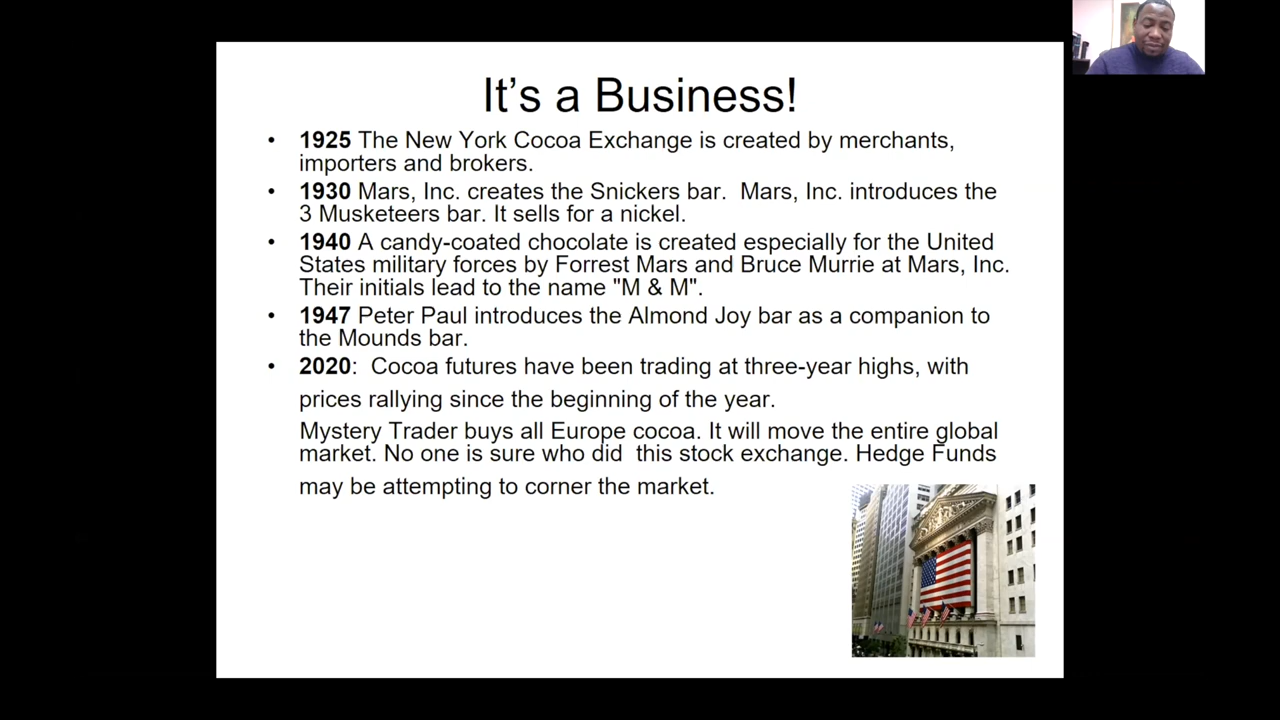 It's a Business!
• 1925 The New York Cocoa Exchange is created by merchants,
importers and brokers.
• 1930 Mars, Inc. creates the Snickers bar.  Mars, Inc. introduces the
3 Musketeers bar. It sells for a nickel.
• 1940 A candy-coated chocolate is created especially for the United
States military forces by Forrest Mars and Bruce Murrie at Mars, Inc.
Their initials lead to the name "M & M".
• 1947 Peter Paul introduces the Almond Joy bar as a companion to
the Mounds bar.
• 2020:  Cocoa futures have been trading at three-year highs, with
prices rallying since the beginning of the year.
Mystery Trader buys all Europe cocoa. It will move the entire global
market. No one is sure who did  this stock exchange. Hedge Funds
may be attempting to corner the market.